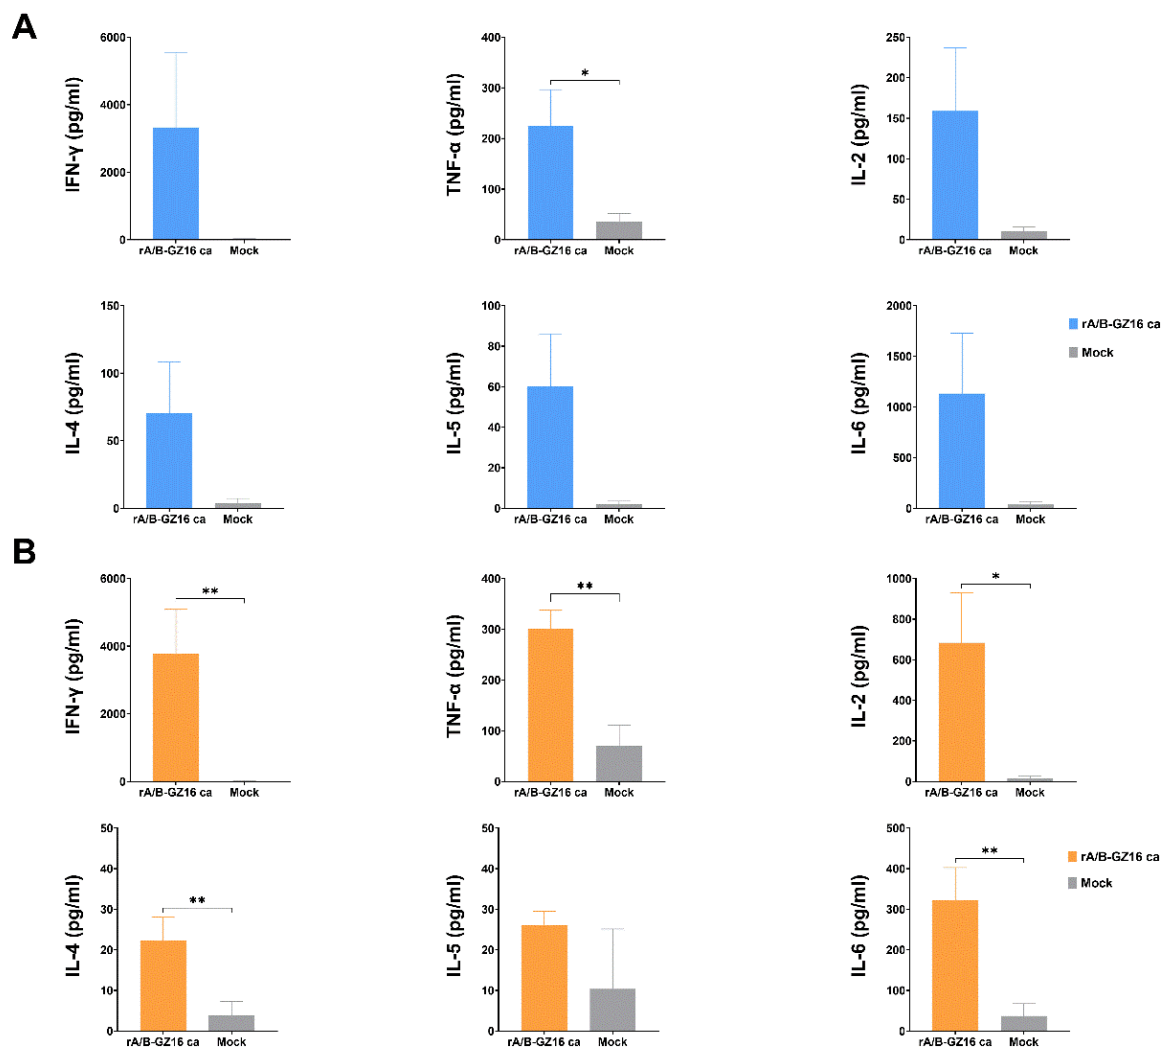 A
IFN-γ (pg/ml)
6000
4000
2000
0
rA/B-GZ16 ca Mock
TNF-α (pg/ml)
400
300
200
100
0
*
rA/B-GZ16 ca Mock
IL-2 (pg/ml)
250
200
150
100
50
0
rA/B-GZ16 ca Mock
IL-4 (pg/ml)
150
100
50
0
rA/B-GZ16 ca Mock
IL-5 (pg/ml)
100
80
60
40
20
0
rA/B-GZ16 ca Mock
IL-6 (pg/ml)
2000
1500
1000
500
0
rA/B-GZ16 ca Mock
rA/B-GZ16 ca
Mock
B
IFN-γ (pg/ml)
6000
4000
2000
0
**
rA/B-GZ16 ca Mock
TNF-α (pg/ml)
400
300
200
100
0
**
rA/B-GZ16 ca Mock
IL-2 (pg/ml)
1000
800
600
400
200
0
*
rA/B-GZ16 ca Mock
IL-4 (pg/ml)
50
40
30
20
10
0
**
rA/B-GZ16 ca Mock
IL-5 (pg/ml)
50
40
30
20
10
0
rA/B-GZ16 ca Mock
IL-6 (pg/ml)
500
400
300
200
100
0
**
rA/B-GZ16 ca Mock
rA/B-GZ16 ca
Mock